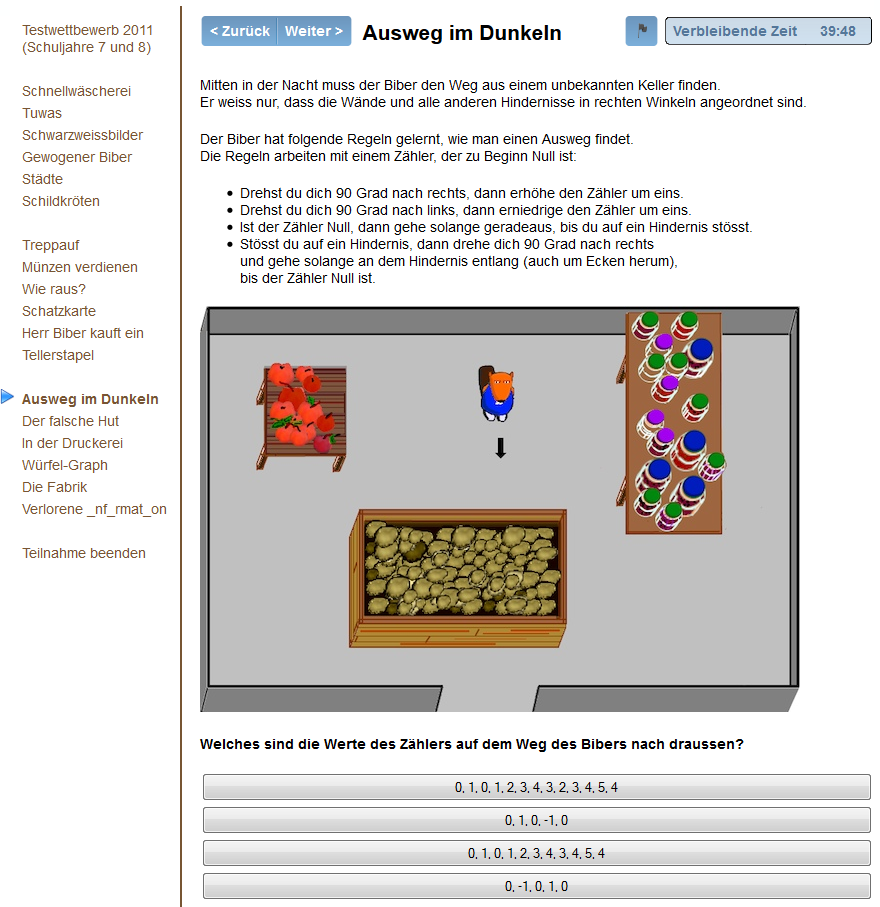 Testwettbewerb 2011
(Schuljahre 7 und 8)
Schnellwäscherei
Tuwas
Schwarzweissbilder
Gewogener Biber
Städte
Schildkröten
Treppauf
Münzen verdienen
Wie raus?
Schatzkarte
Herr Biber kauft ein
Tellerstapel
Ausweg im Dunkeln
Der falsche Hut
In der Druckerei
Würfel-Graph
Die Fabrik
Verlorene _nf_rmat_on
Teilnahme beenden
< Zurück Weiter > Ausweg im Dunkeln Verbleibende Zeit 39:48
Mitten in der Nacht muss der Biber den Weg aus einem unbekannten Keller finden.
Er weiss nur, dass die Wände und alle anderen Hindernisse in rechten Winkeln angeordnet sind.
Der Biber hat folgende Regeln gelernt, wie man einen Ausweg findet.
Die Regeln arbeiten mit einem Zähler, der zu Beginn Null ist:
• Drehst du dich 90 Grad nach rechts, dann erhöhe den Zähler um eins.
• Drehst du dich 90 Grad nach links, dann erniedrige den Zähler um eins.
• Ist der Zähler Null, dann gehe solange geradeaus, bis du auf ein Hindernis stösst.
• Stösst du auf ein Hindernis, dann drehe dich 90 Grad nach rechts
und gehe solange an dem Hindernis entlang (auch um Ecken herum),
bis der Zähler Null ist.
Welches sind die Werte des Zählers auf dem Weg des Bibers nach draussen?
0, 1, 0, 1, 2, 3, 4, 3, 2, 3, 4, 5, 4
0, 1, 0, -1, 0
0, 1, 0, 1, 2, 3, 4, 3, 4, 5, 4
0, -1, 0, 1, 0